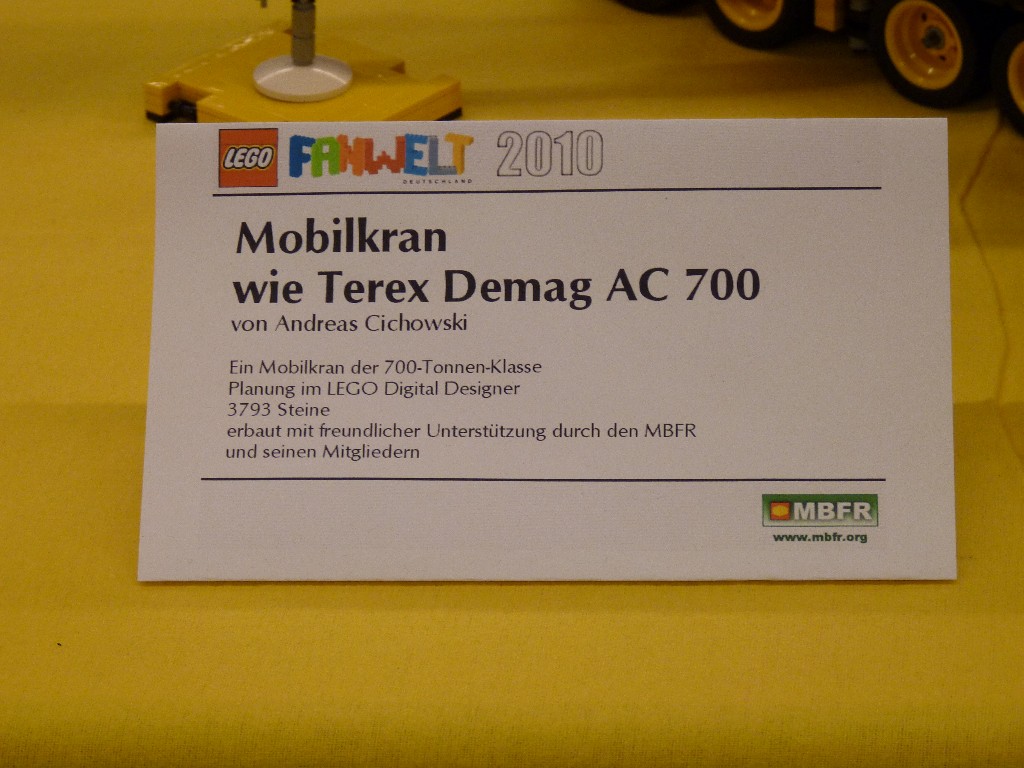 LEGO FANWELT 2010
DEUTSCHLAND
Mobilkran
wie Terex Demag AC 700
von Andreas Cichowski
Ein Mobilkran der 700-Tonnen-Klasse
Planung im LEGO Digital Designer
3793 Steine
erbaut mit freundlicher Unterstützung durch den MBFR
und seinen Mitgliedern
MBFR
www.mbfr.org